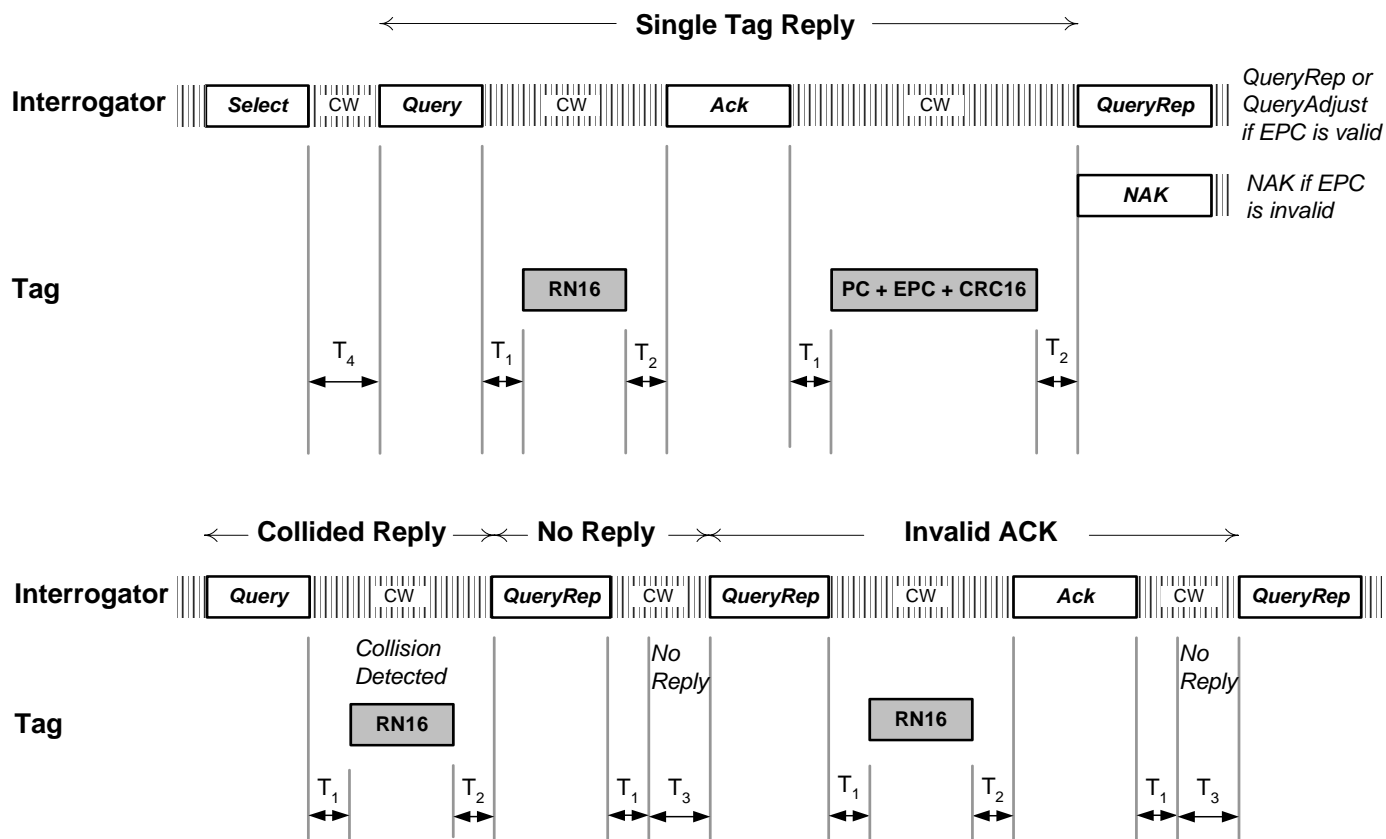 Single Tag Reply
Interrogator
Select
CW
Query
CW
Ack
CW
QueryRep
QueryRep or
QueryAdjust
if EPC is valid
NAK
NAK if EPC
is invalid
Tag
RN16
PC + EPC + CRC16
T4
T1
T2
T1
T2
Collided Reply
No Reply
Invalid ACK
Interrogator
Query
CW
QueryRep
CW
QueryRep
CW
Ack
CW
QueryRep
Collision
Detected
No
Reply
No
Reply
Tag
RN16
RN16
T1
T2
T1
T3
T1
T2
T1
T3